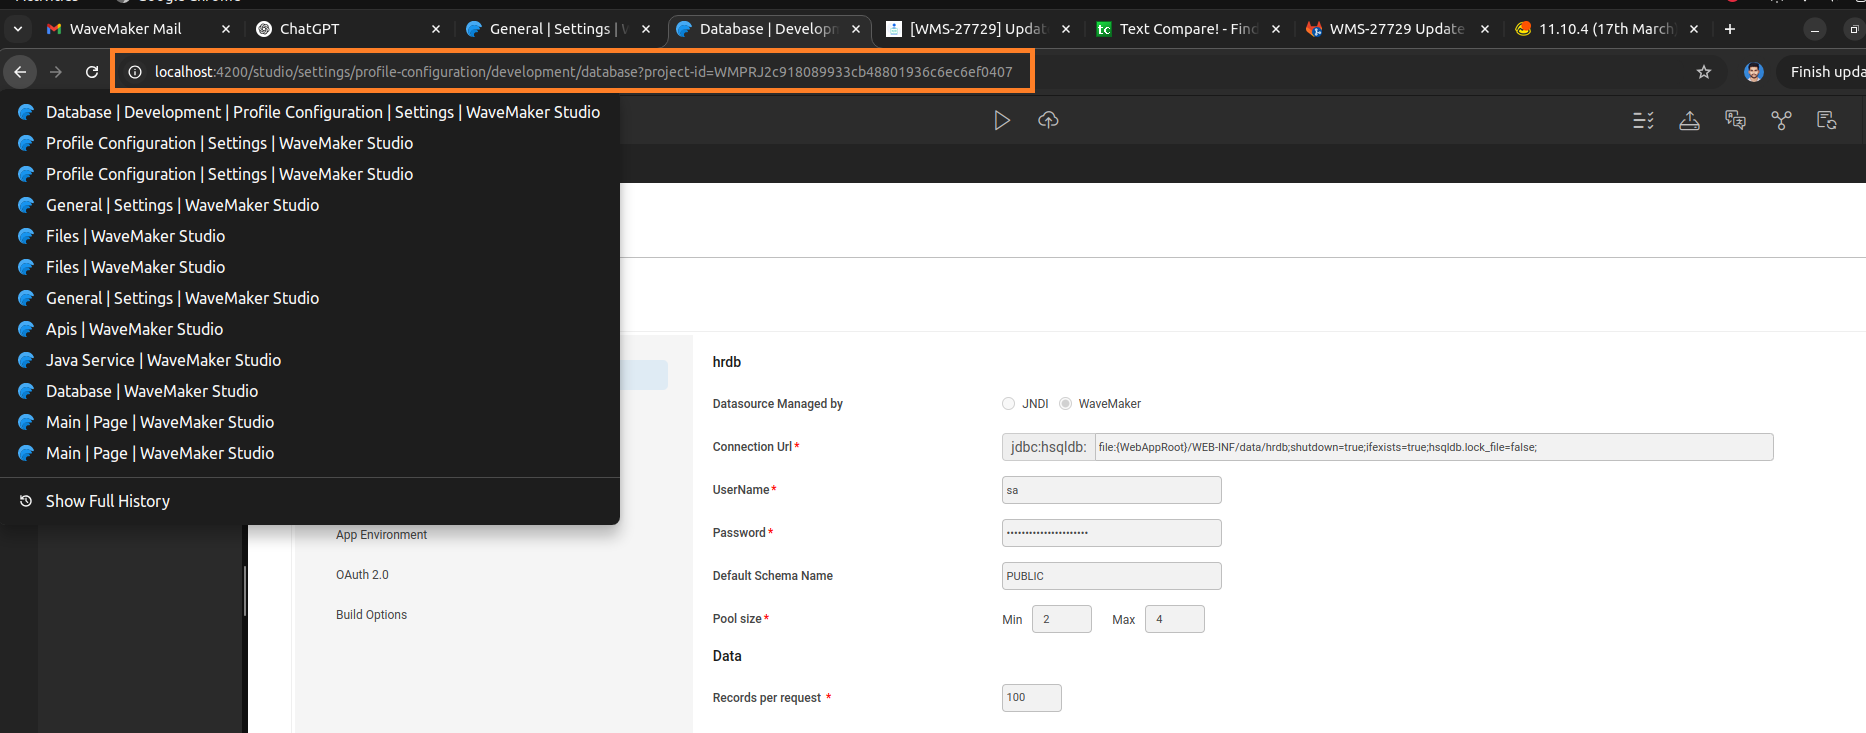 WaveMaker Mail
ChatGPT
General | Settings |
Database | Develop
[WMS-27729] Updat
Text Compare! - Find
WMS-27729 Update
11.10.4 (17th March
localhost:4200/studio/settings/profile-configuration/development/database?project-id=WMPRJ2c918089933cb48801936c6ec6ef0407
Finish upda
Database | Development | Profile Configuration | Settings | WaveMaker Studio
Profile Configuration | Settings | WaveMaker Studio
Profile Configuration | Settings | WaveMaker Studio
General | Settings | WaveMaker Studio
Files | WaveMaker Studio
Files | WaveMaker Studio
General | Settings | WaveMaker Studio
Apis | WaveMaker Studio
Java Service | WaveMaker Studio
Database | WaveMaker Studio
Main | Page | WaveMaker Studio
Main | Page | WaveMaker Studio
Show Full History
App Environment
OAuth 2.0
Build Options
hrdb
Datasource Managed by JNDI WaveMaker
Connection Url * jdbc:hsqldb: file:{WebAppRoot}/WEB-INF/data/hrdb;shutdown=true;ifexists=true;hsqldb.lock_file=false;
UserName * sa
Password *
Default Schema Name PUBLIC
Pool size * Min 2 Max 4
Data
Records per request * 100